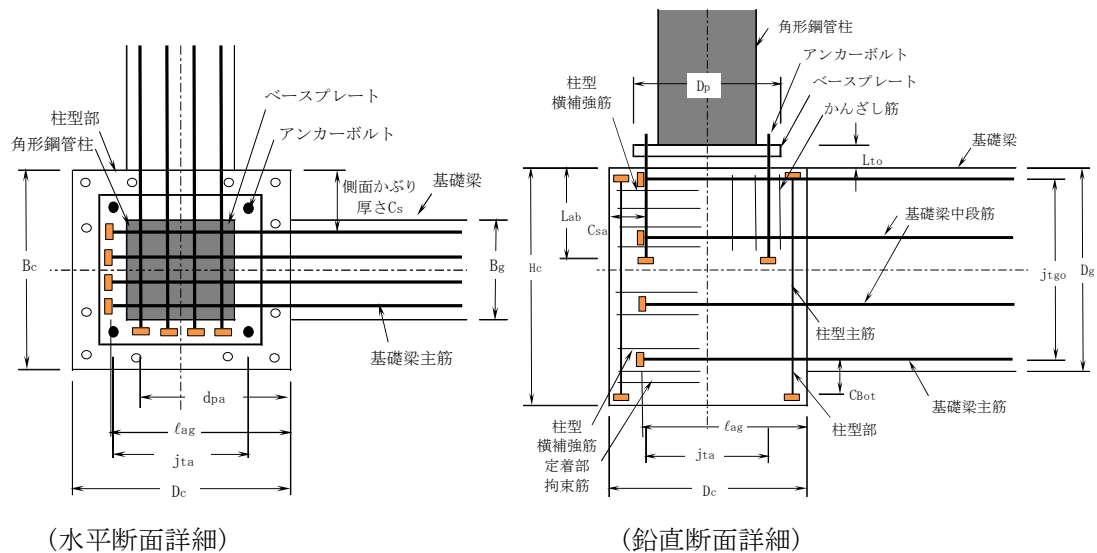 柱型部
角形鋼管柱
ベースプレート
アンカーボルト
側面かぶり
厚さCs
基礎梁
Bc
Bg
基礎梁主筋
dpa
ℓag
jta
Dc
(水平断面詳細)
角形鋼管柱
アンカーボルト
柱型
横補強筋
Dp
ベースプレート
かんざし筋
基礎梁
Lto
Lab
Csa
基礎梁中段筋
Hc
jtgo
Dg
柱型主筋
CBot
基礎梁主筋
柱型
横補強筋
定着部
拘束筋
ℓag
柱型部
jta
Dc
(鉛直断面詳細)